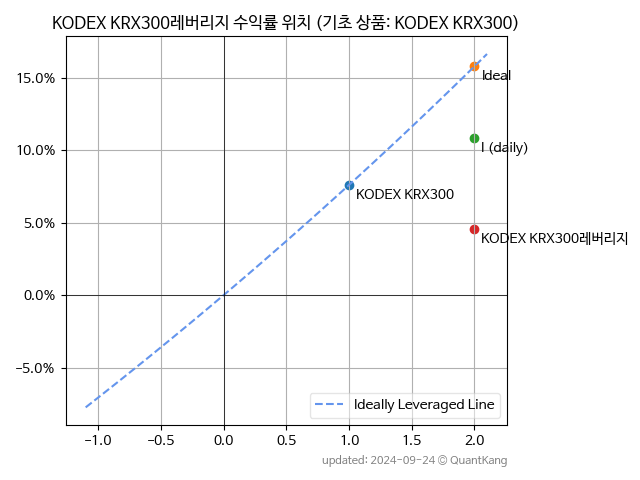 KODEX KRX300레버리지 수익률 위치 (기초 상품: KODEX KRX300)
15.0%
10.0%
5.0%
0.0%
−5.0%
Ideal
I (daily)
KODEX KRX300
KODEX KRX300레버리지
Ideally Leveraged Line
−1.0 −0.5 0.0 0.5 1.0 1.5 2.0
updated: 2024-09-24 © QuantKang